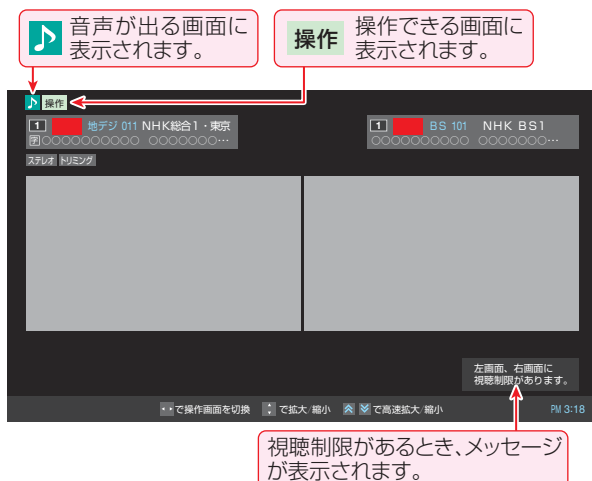 音声が出る画面に
表示されます。
操作 操作できる画面に
表示されます。
操作
1 地デジ 011 NHK総合1・東京
字○○○○○○○○○○ ○○○○○○○…
ステレオ トリミング
1 BS 101 NHK BS1
○○○○○○○○○○ ○○○○○○○…
左画面、右画面に
視聴制限があります。
で操作画面を切換 で拡大/縮小 で高速拡大/縮小 PM 3:18
視聴制限があるとき、メッセージ
が表示されます。